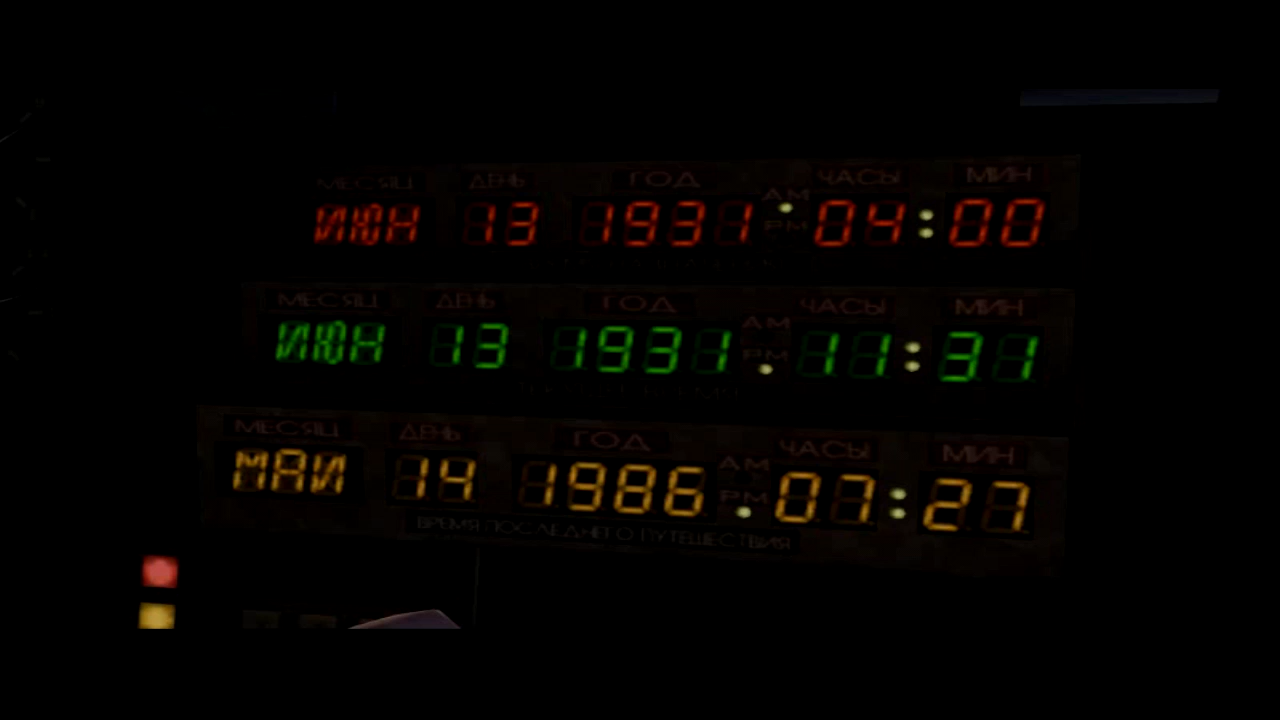 МЕСЯЦ ДЕНЬ ГОД ЧАСЫ МИН
AM
ИЮН 13 1931 04:00
PM
МЕСЯЦ ДЕНЬ ГОД ЧАСЫ МИН
AM
ИЮН 13 1931 11:31
PM
МЕСЯЦ ДЕНЬ ГОД ЧАСЫ МИН
AM
МАЙ 14 1986 07:27
PM
ВРЕМЯ ПОСЛЕДНЕГО ПУТЕШЕСТВИЯ